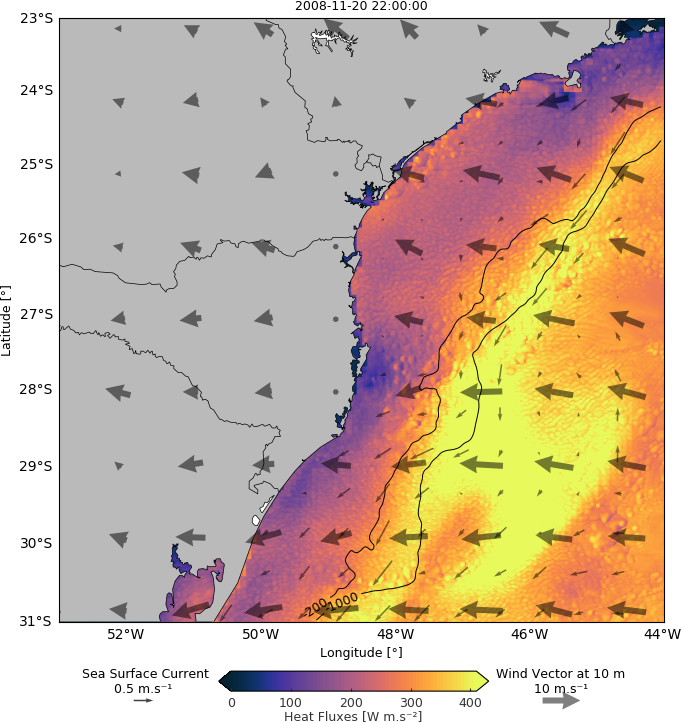 2008-11-20 22:00:00
23°S
24°S
25°S
26°S
27°S
28°S
29°S
30°S
31°S
Latitude [°]
200
1000
52°W 50°W 48°W 46°W 44°W
Longitude [°]
Sea Surface Current
0.5 m.s⁻¹
Wind Vector at 10 m
10 m.s⁻¹
0 100 200 300 400
Heat Fluxes [W m.s⁻²]